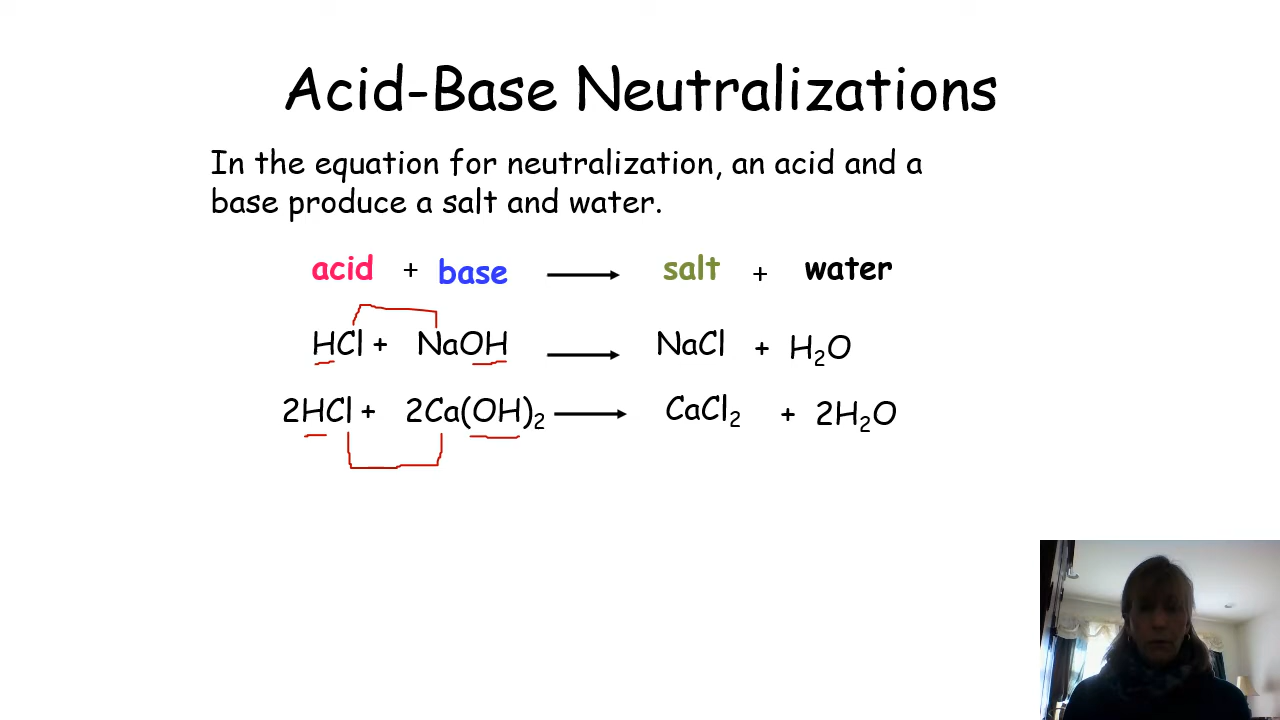 Acid-Base Neutralizations
In the equation for neutralization, an acid and a
base produce a salt and water.
acid + base ⟶ salt + water
HCl + NaOH ⟶ NaCl + H₂O
2HCl + 2Ca(OH)₂ ⟶ CaCl₂ + 2H₂O